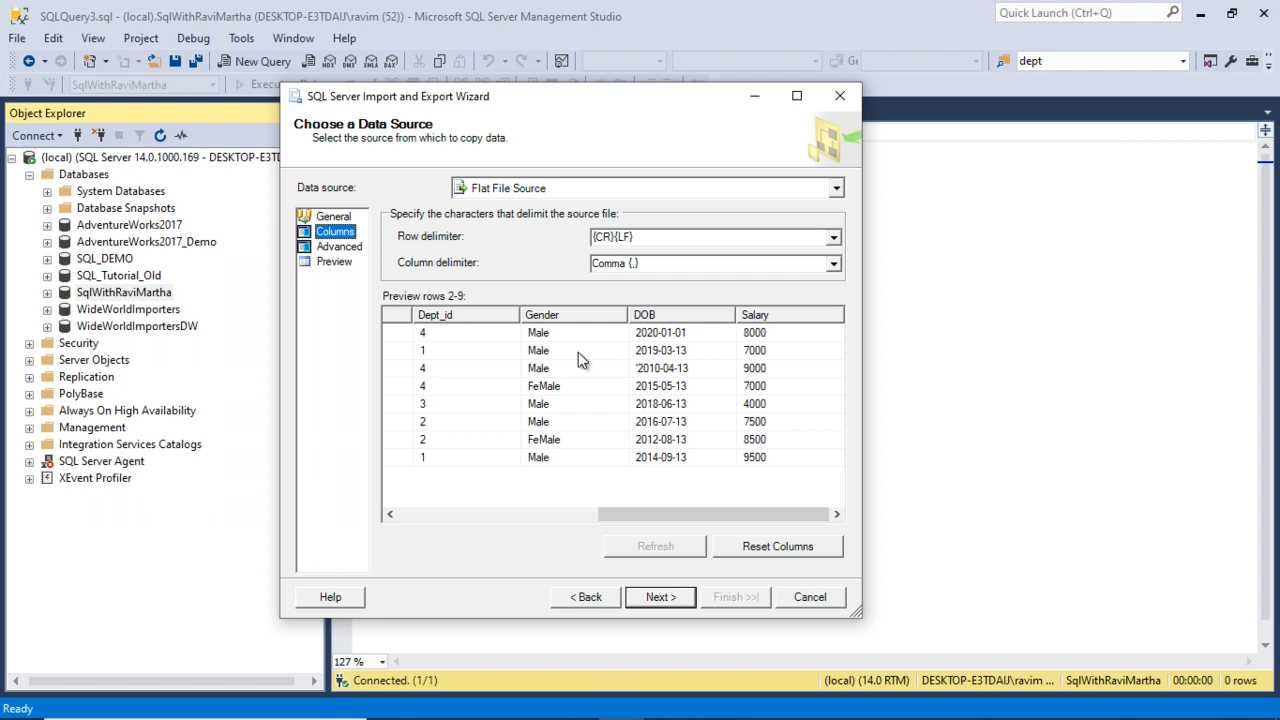 SQLQuery3.sql - (local).SqlWithRaviMartha (DESKTOP-E3TDAIJ\ravim (52)) - Microsoft SQL Server Management Studio
Quick Launch (Ctrl+Q)
File Edit View Project Debug Tools Window Help
New Query
MDX DMX XMLA DAX
Ge
dept
SqlWithRaviMartha
Execu
Object Explorer
Connect
(local) (SQL Server 14.0.1000.169 - DESKTOP-E3TD
Databases
System Databases
Database Snapshots
AdventureWorks2017
AdventureWorks2017_Demo
SQL_DEMO
SQL_Tutorial_Old
SqlWithRaviMartha
WideWorldImporters
WideWorldImportersDW
Security
Server Objects
Replication
PolyBase
Always On High Availability
Management
Integration Services Catalogs
SQL Server Agent
XEvent Profiler
SQL Server Import and Export Wizard
Choose a Data Source
Select the source from which to copy data.
Data source: Flat File Source
General
Columns
Advanced
Preview
Specify the characters that delimit the source file:
Row delimiter: {CR}{LF}
Column delimiter: Comma {,}
Preview rows 2-9:
Dept_id Gender DOB Salary
4 Male 2020-01-01 8000
1 Male 2019-03-13 7000
4 Male '2010-04-13 9000
4 FeMale 2015-05-13 7000
3 Male 2018-06-13 4000
2 Male 2016-07-13 7500
2 FeMale 2012-08-13 8500
1 Male 2014-09-13 9500
Refresh Reset Columns
Help < Back Next > Finish >>| Cancel
127 %
Connected. (1/1) (local) (14.0 RTM) DESKTOP-E3TDAIJ\ravim ... SqlWithRaviMartha 00:00:00 0 rows
Ready